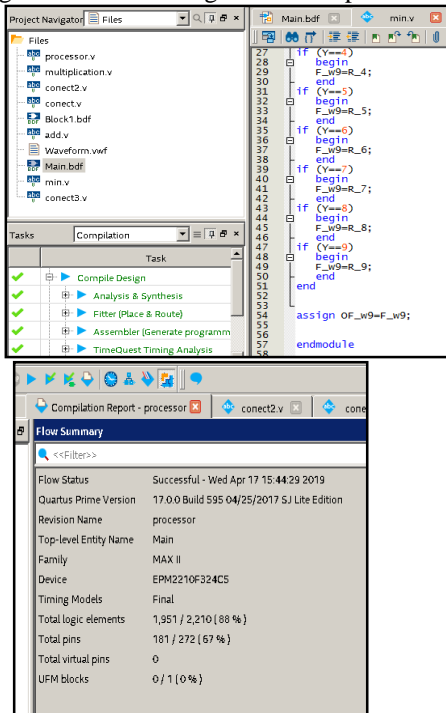 Project Navigator Files
Files
processor.v
multiplication.v
conect2.v
conect.v
Block1.bdf
add.v
Waveform.vwf
Main.bdf
min.v
conect3.v
Tasks Compilation
Task
Compile Design
Analysis & Synthesis
Fitter (Place & Route)
Assembler (Generate programm
TimeQuest Timing Analysis
Main.bdf min.v
27 if (Y==4)
28 begin
29 F_w9=R_4;
30 end
31 if (Y==5)
32 begin
33 F_w9=R_5;
34 end
35 if (Y==6)
36 begin
37 F_w9=R_6;
38 end
39 if (Y==7)
40 begin
41 F_w9=R_7;
42 end
43 if (Y==8)
44 begin
45 F_w9=R_8;
46 end
47 if (Y==9)
48 begin
49 F_w9=R_9;
50 end
51 end
52
53
54 assign OF_w9=F_w9;
55
56
57 endmodule
58
Compilation Report - processor conect2.v cone
Flow Summary
<<Filter>>
Flow Status Successful - Wed Apr 17 15:44:29 2019
Quartus Prime Version 17.0.0 Build 595 04/25/2017 SJ Lite Edition
Revision Name processor
Top-level Entity Name Main
Family MAX II
Device EPM2210F324C5
Timing Models Final
Total logic elements 1,951 / 2,210 ( 88 % )
Total pins 181 / 272 ( 67 % )
Total virtual pins 0
UFM blocks 0 / 1 ( 0 % )